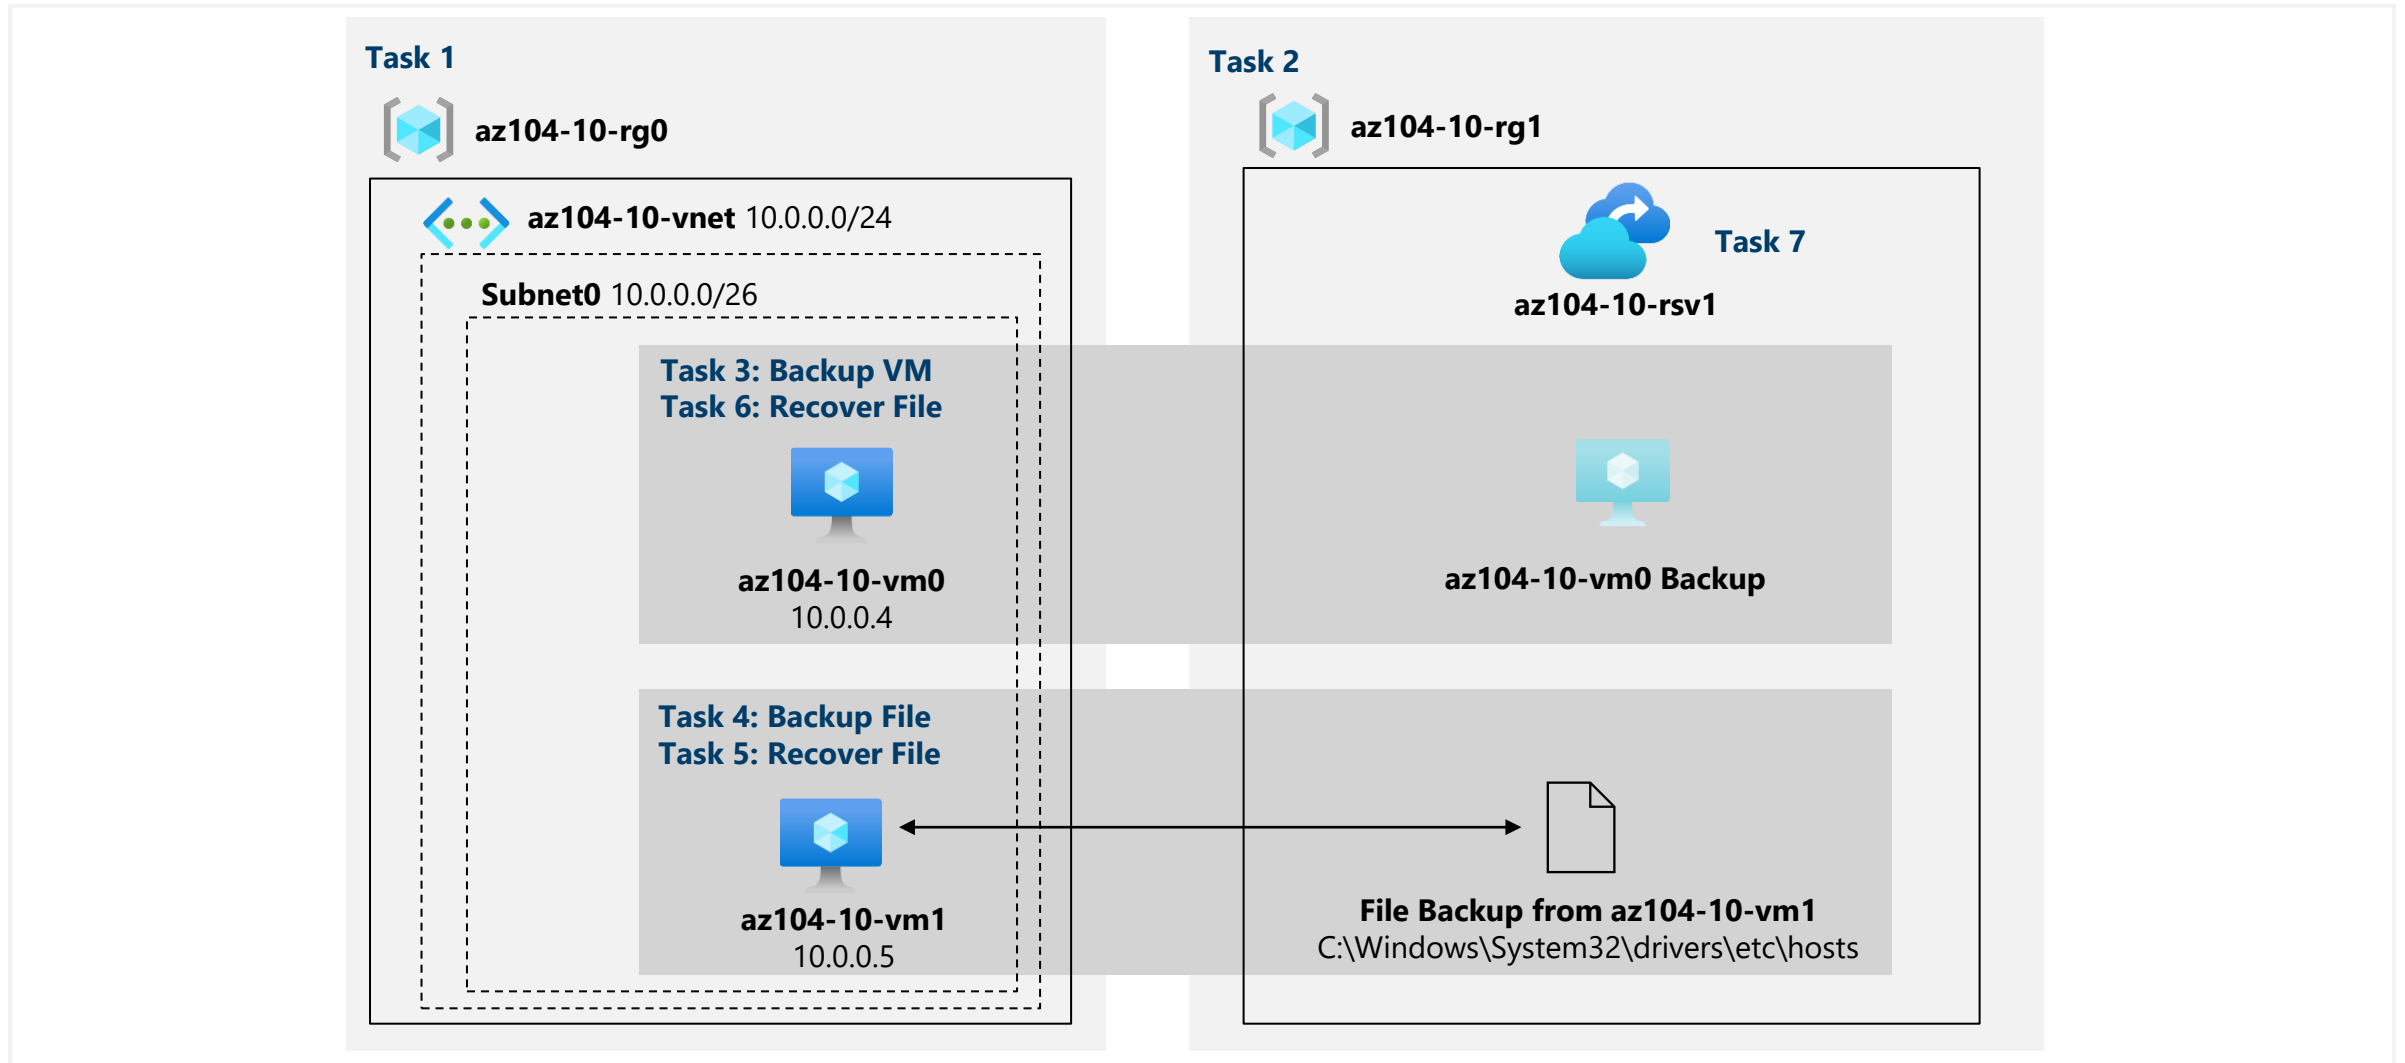 Task 1
az104-10-rg0
az104-10-vnet 10.0.0.0/24
Subnet0 10.0.0.0/26
Task 3: Backup VM
Task 6: Recover File
az104-10-vm0
10.0.0.4
Task 4: Backup File
Task 5: Recover File
az104-10-vm1
10.0.0.5
Task 2
az104-10-rg1
Task 7
az104-10-rsv1
az104-10-vm0 Backup
File Backup from az104-10-vm1
C:\Windows\System32\drivers\etc\hosts